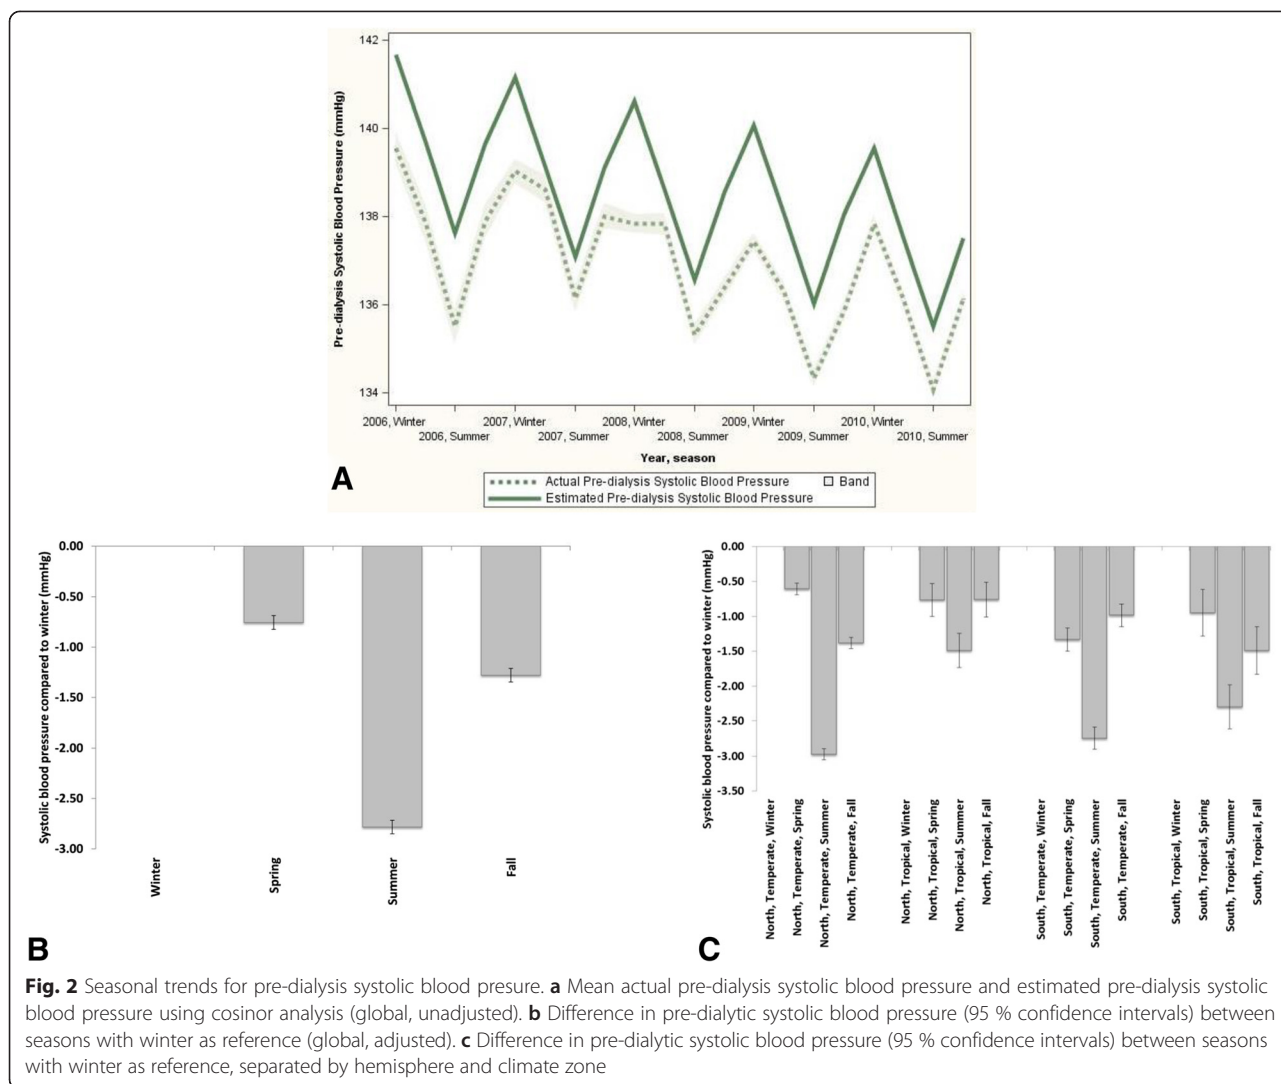 142
140
138
136
134
Pre-dialysis Systolic Blood Pressure (mmHg)
2006, Winter
2007, Winter
2008, Winter
2009, Winter
2010, Winter
2006, Summer
2007, Summer
2008, Summer
2009, Summer
2010, Summer
Year, season
A
Actual Pre-dialysis Systolic Blood Pressure
Band
Estimated Pre-dialysis Systolic Blood Pressure
Systolic blood pressure compared to winter (mmHg)
0.00
-0.50
-1.00
-1.50
-2.00
-2.50
-3.00
Winter
Spring
Summer
Fall
B
Systolic blood pressure compared to winter (mmHg)
0.00
-0.50
-1.00
-1.50
-2.00
-2.50
-3.00
-3.50
North, Temperate, Winter
North, Temperate, Spring
North, Temperate, Summer
North, Temperate, Fall
North, Tropical, Winter
North, Tropical, Spring
North, Tropical, Summer
North, Tropical, Fall
South, Temperate, Winter
South, Temperate, Spring
South, Temperate, Summer
South, Temperate, Fall
South, Tropical, Winter
South, Tropical, Spring
South, Tropical, Summer
South, Tropical, Fall
C
Fig. 2 Seasonal trends for pre-dialysis systolic blood presure. a Mean actual pre-dialysis systolic blood pressure and estimated pre-dialysis systolic
blood pressure using cosinor analysis (global, unadjusted). b Difference in pre-dialytic systolic blood pressure (95 % confidence intervals) between
seasons with winter as reference (global, adjusted). c Difference in pre-dialytic systolic blood pressure (95 % confidence intervals) between seasons
with winter as reference, separated by hemisphere and climate zone